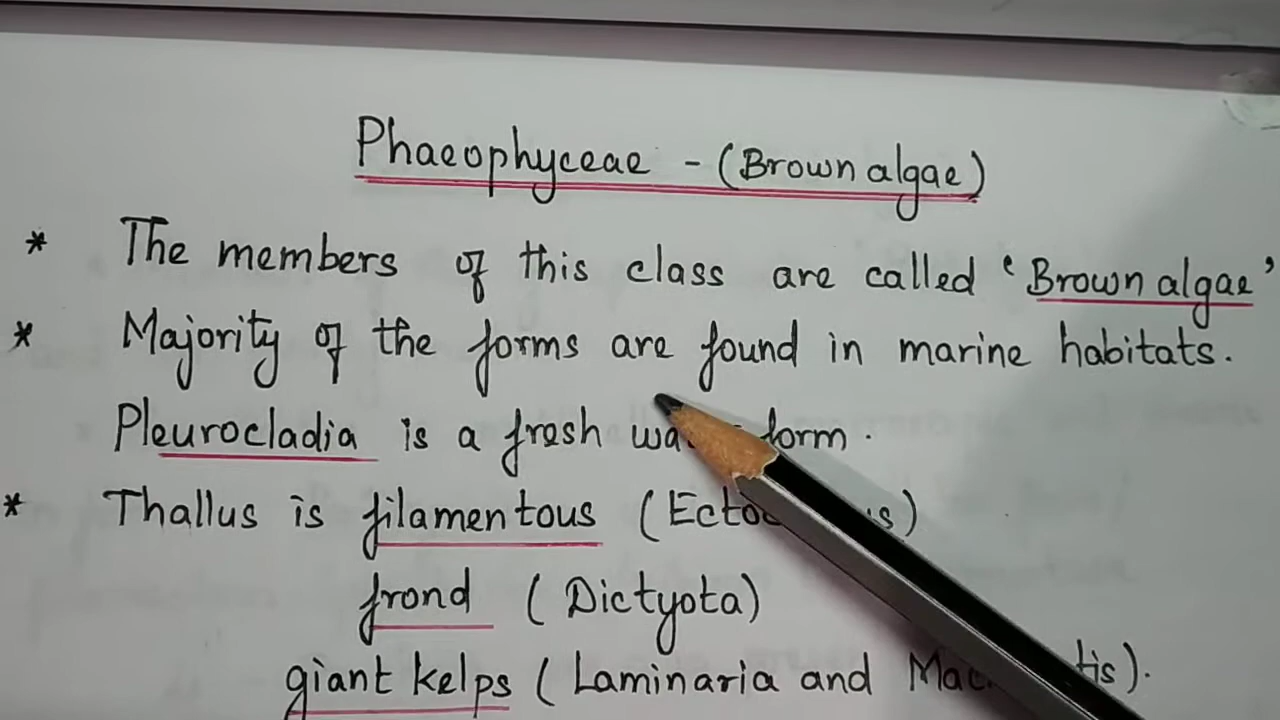 Phaeophyceae - (Brown algae)
* The members of this class are called ‘Brown algae’
* Majority of the forms are found in marine habitats.
Pleurocladia is a fresh form.
* Thallus is filamentous
frond (Dictyota)
giant kelps (Laminaria and